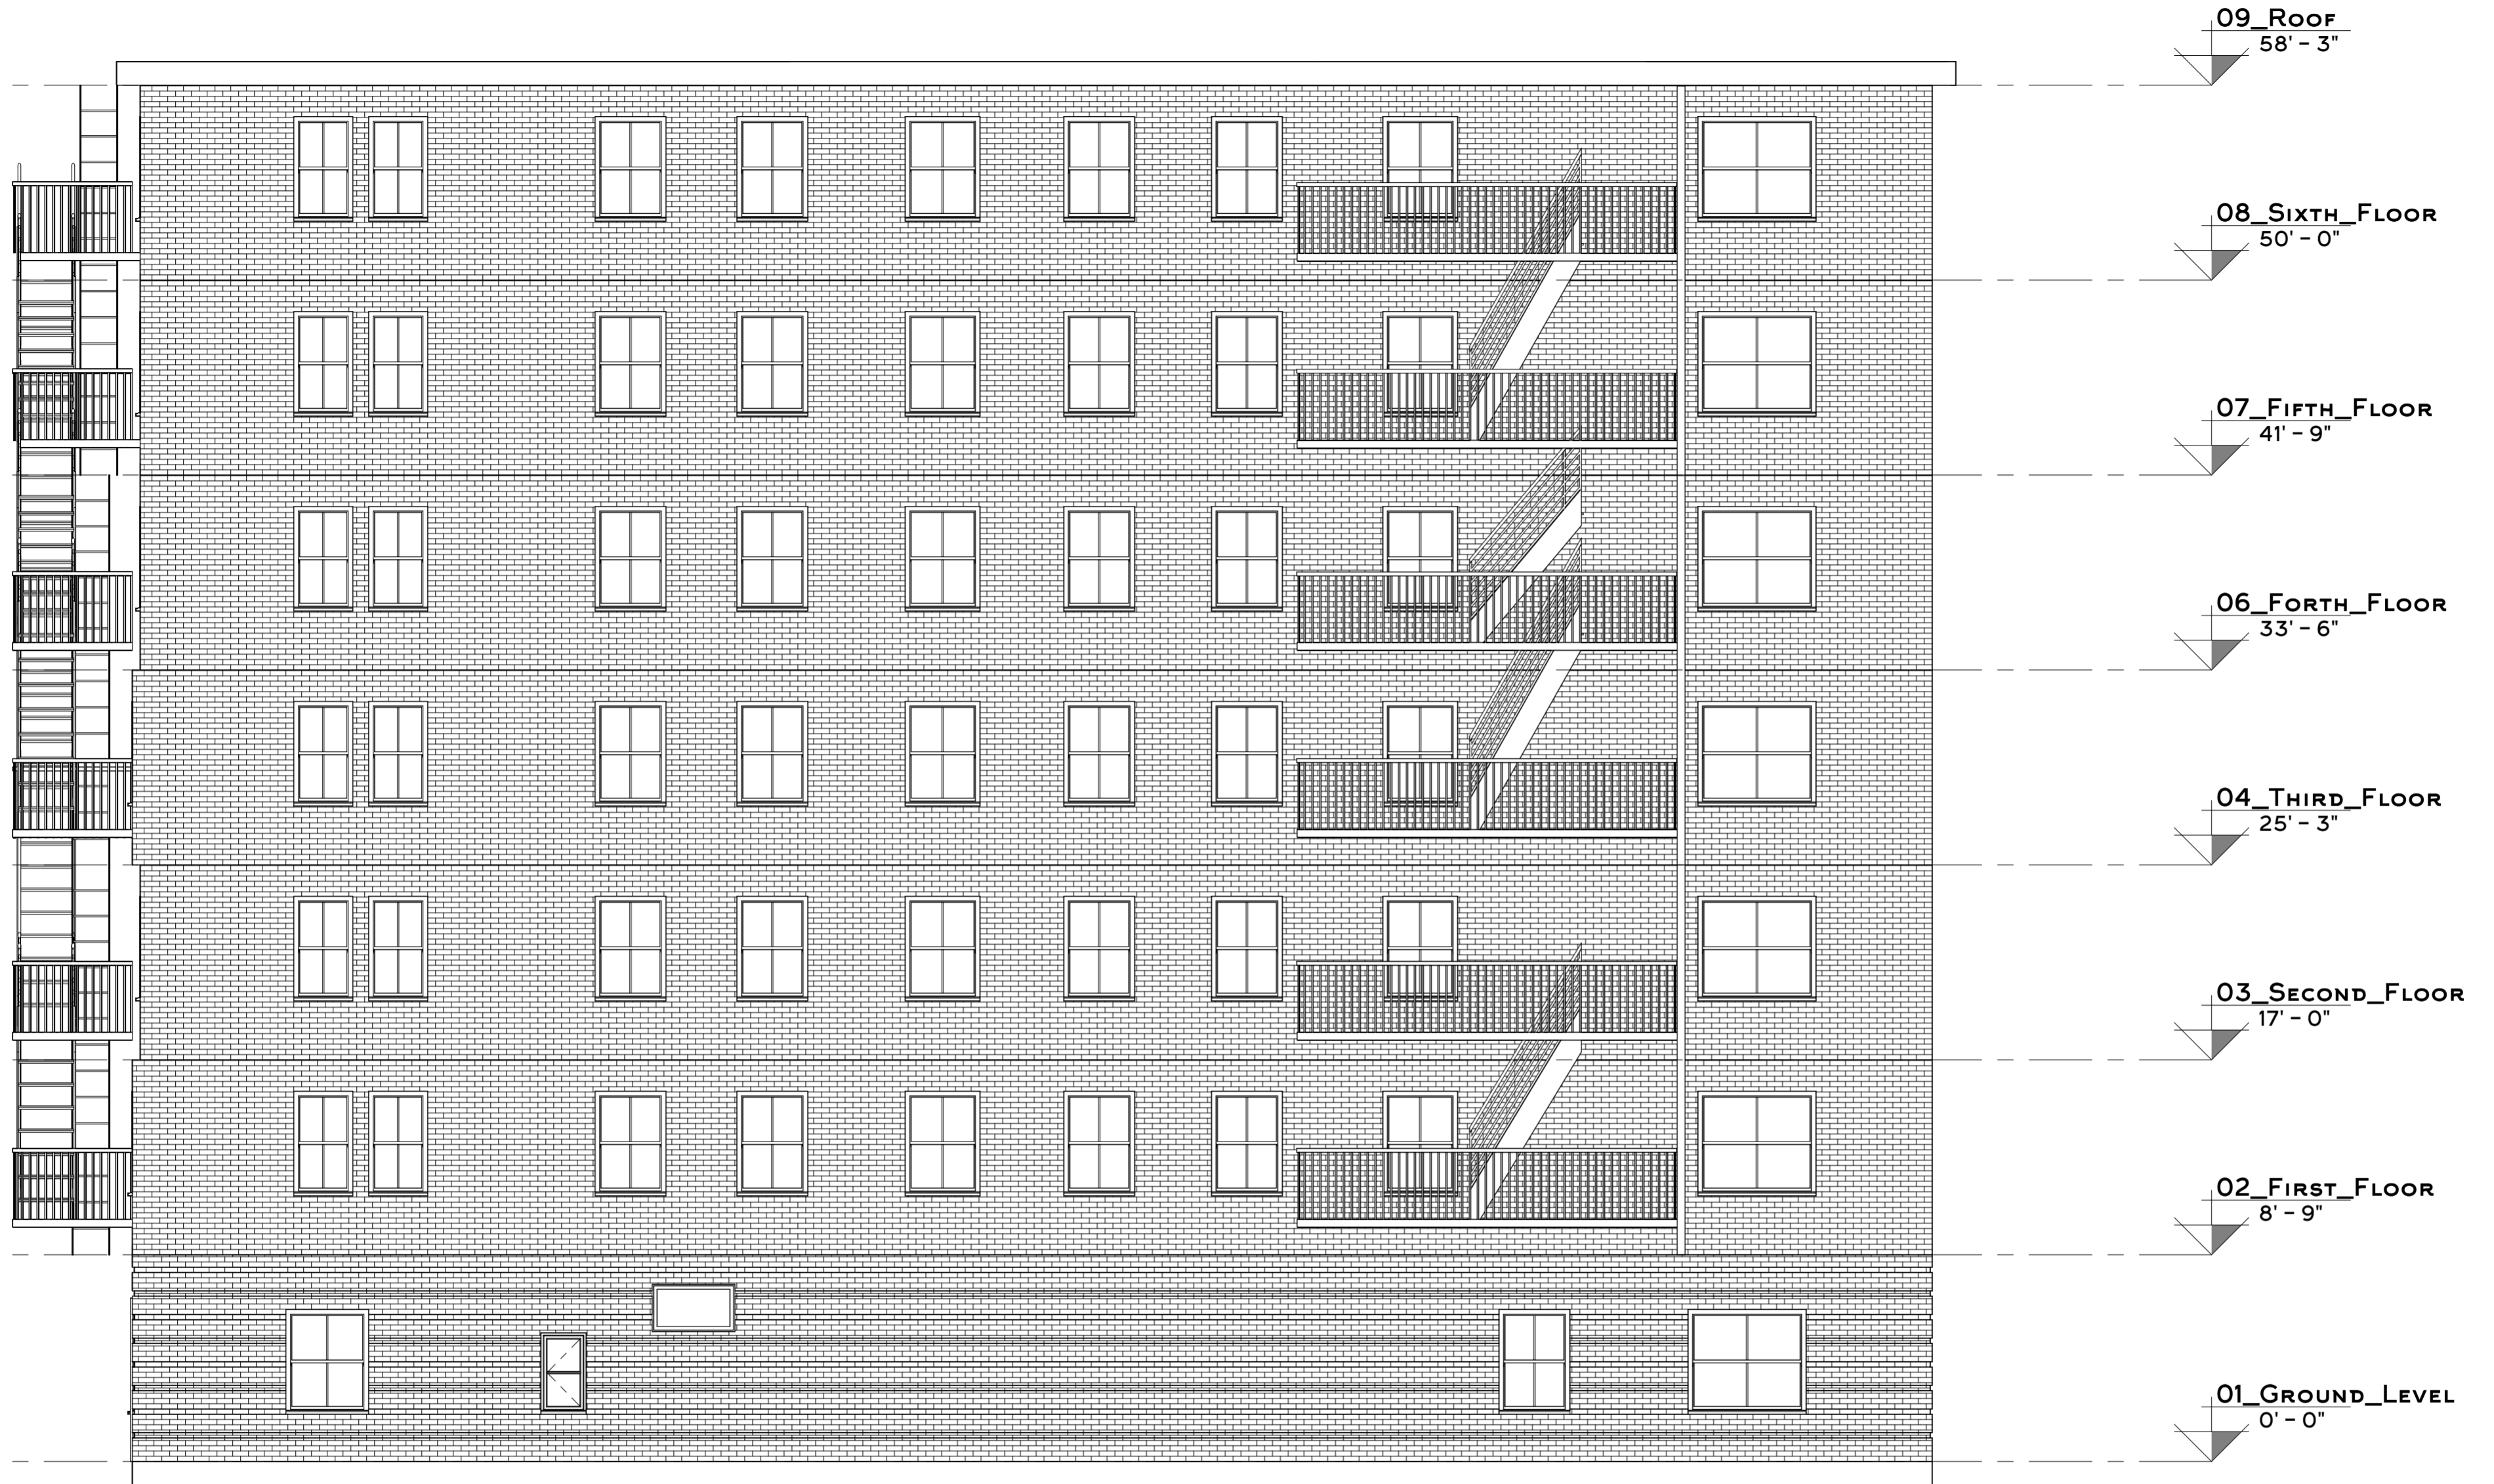 09_Roof
58' - 3"
08_Sixth_Floor
50' - 0"
07_Fifth_Floor
41' - 9"
06_Forth_Floor
33' - 6"
04_Third_Floor
25' - 3"
03_Second_Floor
17' - 0"
02_First_Floor
8' - 9"
01_Ground_Level
0' - 0"